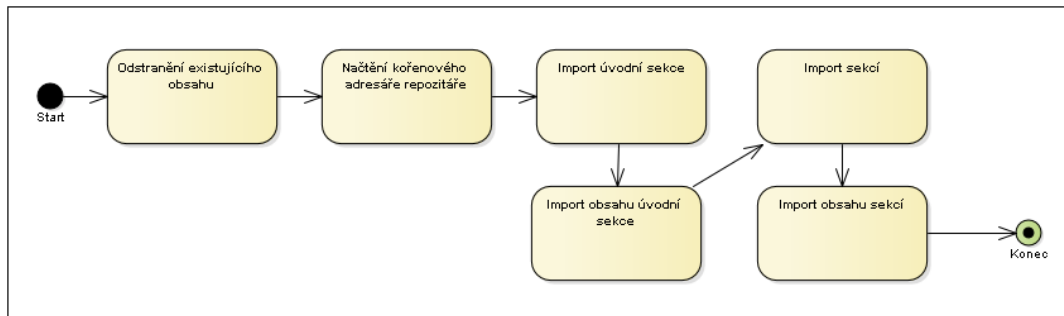 Start
Odstranění existujícího
obsahu
Načtění kořenového
adresáře repozitáře
Import úvodní sekce
Import obsahu úvodní
sekce
Import sekcí
Import obsahu sekcí
Konec